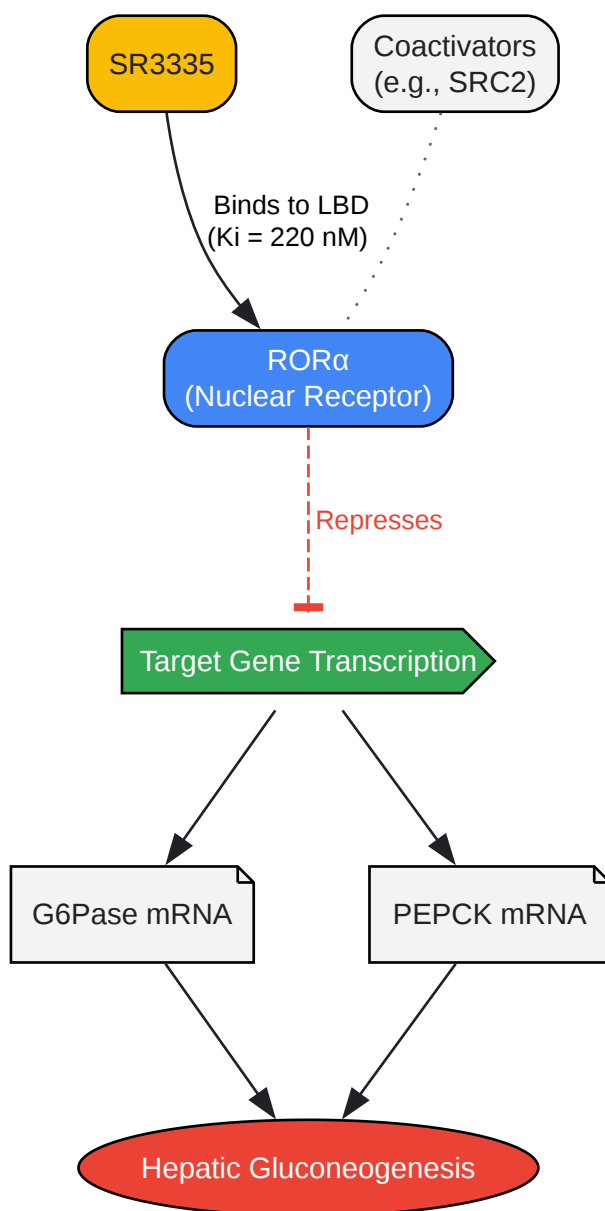 SR3335
Coactivators
(e.g., SRC2)
Binds to LBD
(Ki = 220 nM)
RORα
(Nuclear Receptor)
Represses
Target Gene Transcription
G6Pase mRNA
PEPCK mRNA
Hepatic Gluconeogenesis